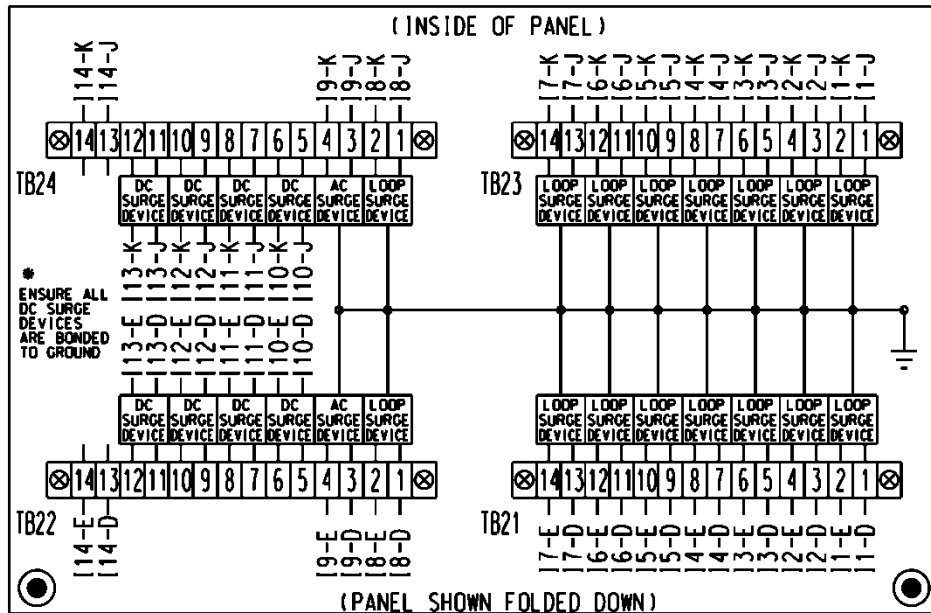 (INSIDE OF PANEL)
I14-K
I14-J
I9-K
I9-J
I8-K
I8-J
I7-K
I7-J
I6-K
I6-J
I5-K
I5-J
I4-K
I4-J
I3-K
I3-J
I2-K
I2-J
I1-K
I1-J
14 13 12 11 10 9 8 7 6 5 4 3 2 1
14 13 12 11 10 9 8 7 6 5 4 3 2 1
TB24
DC
SURGE
DEVICE
DC
SURGE
DEVICE
DC
SURGE
DEVICE
DC
SURGE
DEVICE
AC
SURGE
DEVICE
LOOP
SURGE
DEVICE
TB23
LOOP
SURGE
DEVICE
LOOP
SURGE
DEVICE
LOOP
SURGE
DEVICE
LOOP
SURGE
DEVICE
LOOP
SURGE
DEVICE
LOOP
SURGE
DEVICE
LOOP
SURGE
DEVICE
I13-K
I13-J
I12-K
I12-J
I11-K
I11-J
I10-K
I10-J
*
ENSURE ALL
DC SURGE
DEVICES
ARE BONDED
TO GROUND
I13-E
I13-D
I12-E
I12-D
I11-E
I11-D
I10-E
I10-D
DC
SURGE
DEVICE
DC
SURGE
DEVICE
DC
SURGE
DEVICE
DC
SURGE
DEVICE
AC
SURGE
DEVICE
LOOP
SURGE
DEVICE
LOOP
SURGE
DEVICE
LOOP
SURGE
DEVICE
LOOP
SURGE
DEVICE
LOOP
SURGE
DEVICE
LOOP
SURGE
DEVICE
LOOP
SURGE
DEVICE
LOOP
SURGE
DEVICE
14 13 12 11 10 9 8 7 6 5 4 3 2 1
14 13 12 11 10 9 8 7 6 5 4 3 2 1
TB22
I14-E
I14-D
I9-E
I9-D
I8-E
I8-D
TB21
I7-E
I7-D
I6-E
I6-D
I5-E
I5-D
I4-E
I4-D
I3-E
I3-D
I2-E
I2-D
I1-E
I1-D
(PANEL SHOWN FOLDED DOWN)